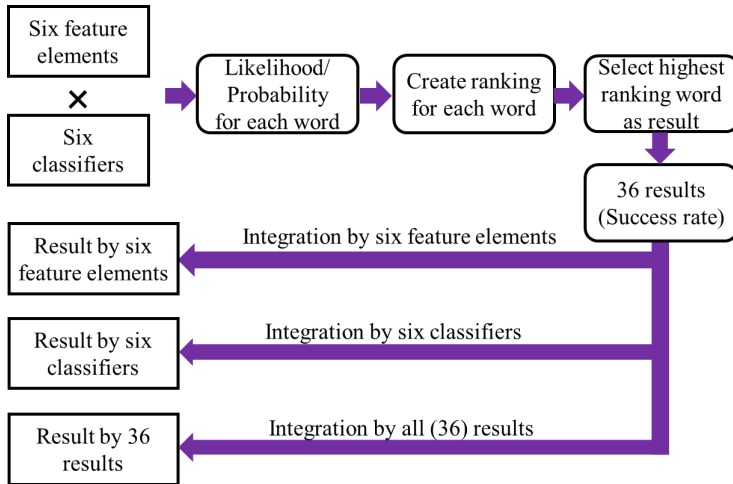 Six feature
elements
×
Six
classifiers
Likelihood/
Probability
for each word
Create ranking
for each word
Select highest
ranking word
as result
36 results
(Success rate)
Integration by six feature elements
Result by six
feature elements
Integration by six classifiers
Result by six
classifiers
Integration by all (36) results
Result by 36
results